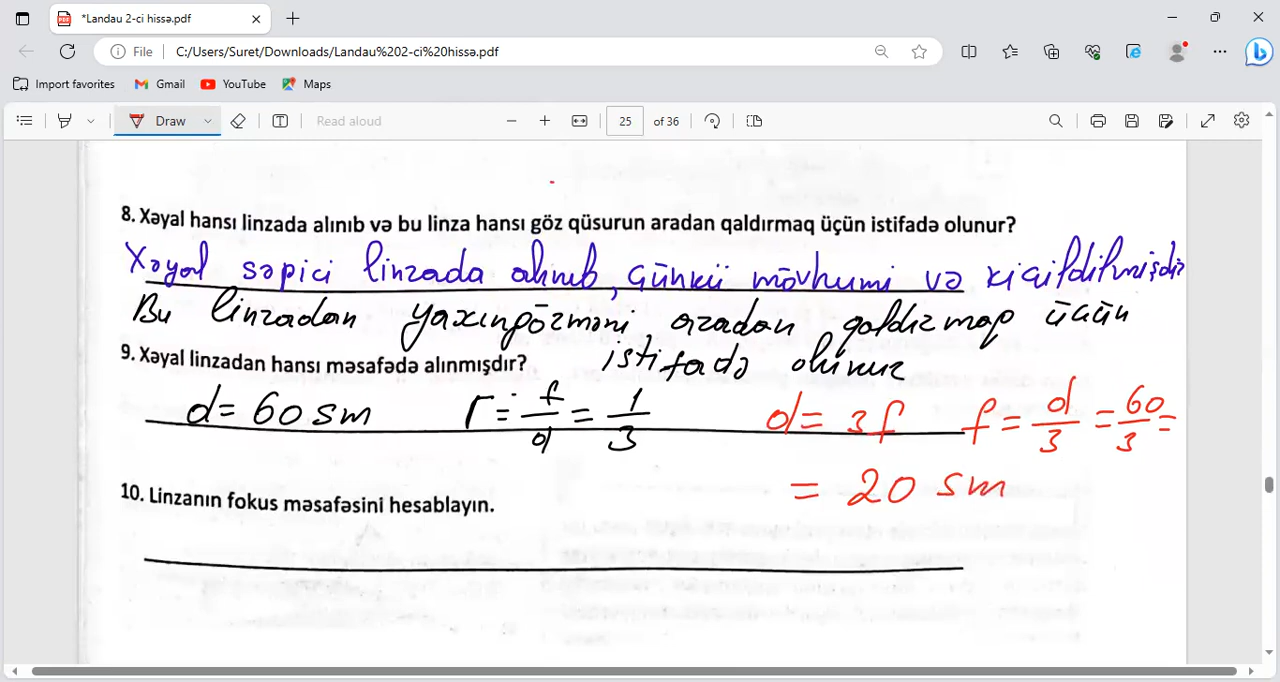 *Landau 2-ci hissə.pdf
File C:/Users/Suret/Downloads/Landau%202-ci%20hissə.pdf
Import favorites Gmail YouTube Maps
Draw Read aloud 25 of 36
8. Xəyal hansı linzada alınıb və bu linza hansı göz qüsurun aradan qaldırmaq üçün istifadə olunur?
Xəyal səpici linzada alınıb, çünki mövhumi və kiçildilmişdir
Bu linzadan yaxıngörməni aradan qaldırmaq üçün
istifadə olunur
9. Xəyal linzadan hansı məsafədə alınmışdır?
d = 60 sm Γ = f/d = 1/3 d = 3f f = d/3 = 60/3 =
= 20 sm
10. Linzanın fokus məsafəsini hesablayın.